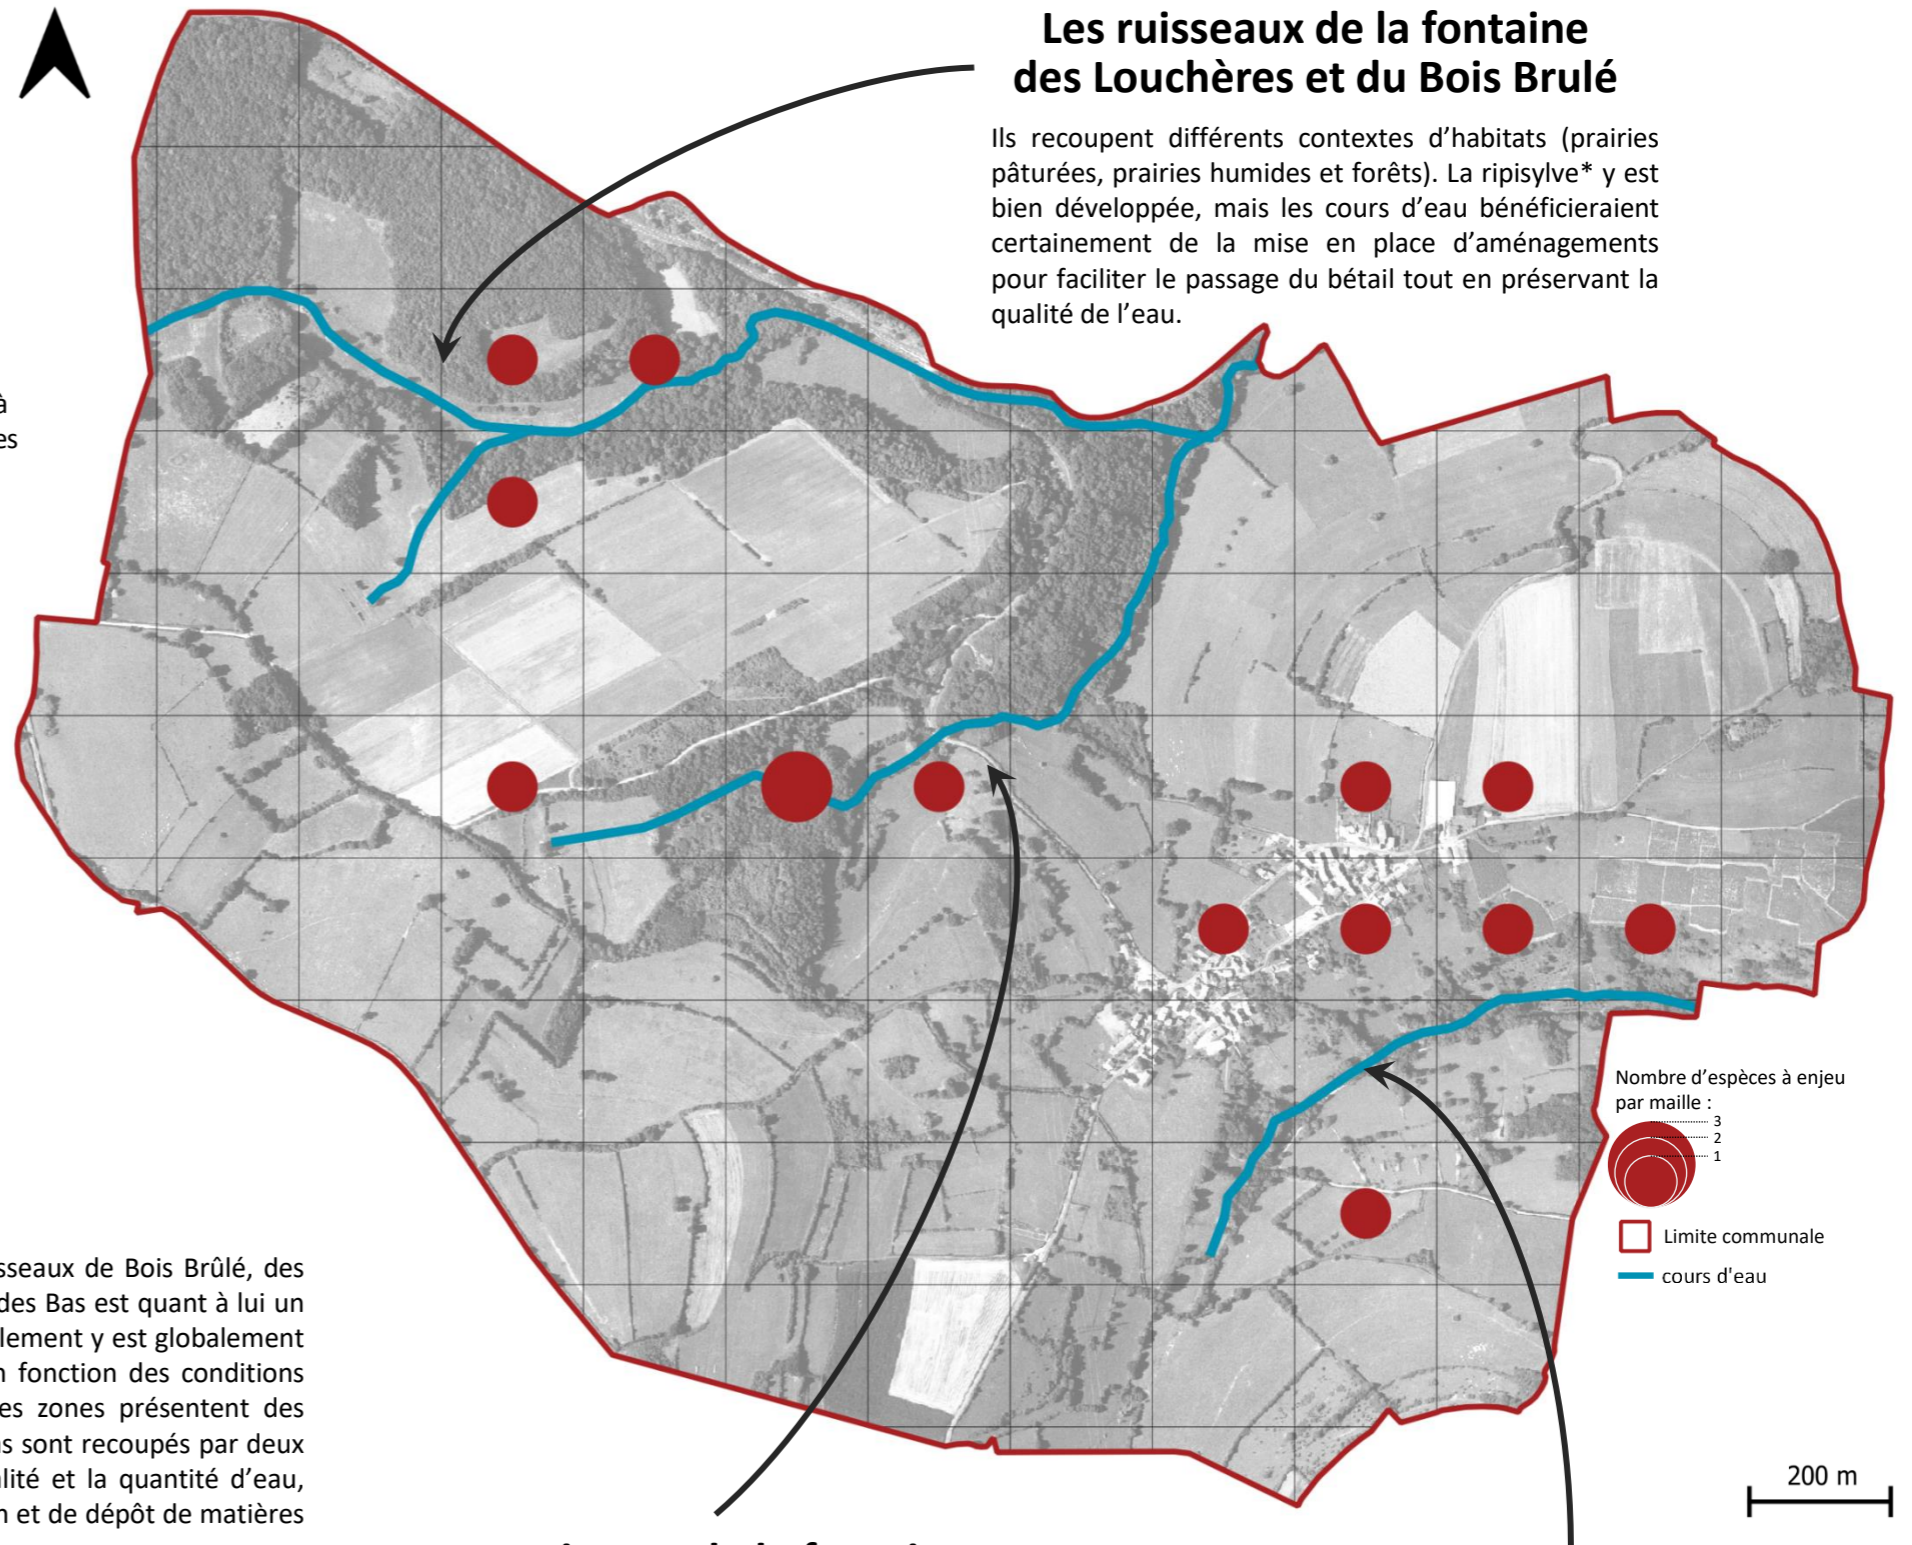 Les ruisseaux de la fontaine
des Louchères et du Bois Brulé
Ils recoupent différents contextes d'habitats (prairies
pâturées, prairies humides et forêts). La ripisylve* y est
bien développée, mais les cours d'eau bénéficieraient
certainement de la mise en place d'aménagements
pour faciliter le passage du bétail tout en préservant la
qualité de l'eau.
à
es
Nombre d'espèces à enjeu
par maille :
3
2
1
Limite communale
cours d'eau
200 m
sseaux de Bois Brûlé, des
des Bas est quant à lui un
lement y est globalement
n fonction des conditions
es zones présentent des
s sont recoupés par deux
lité et la quantité d'eau,
n et de dépôt de matières